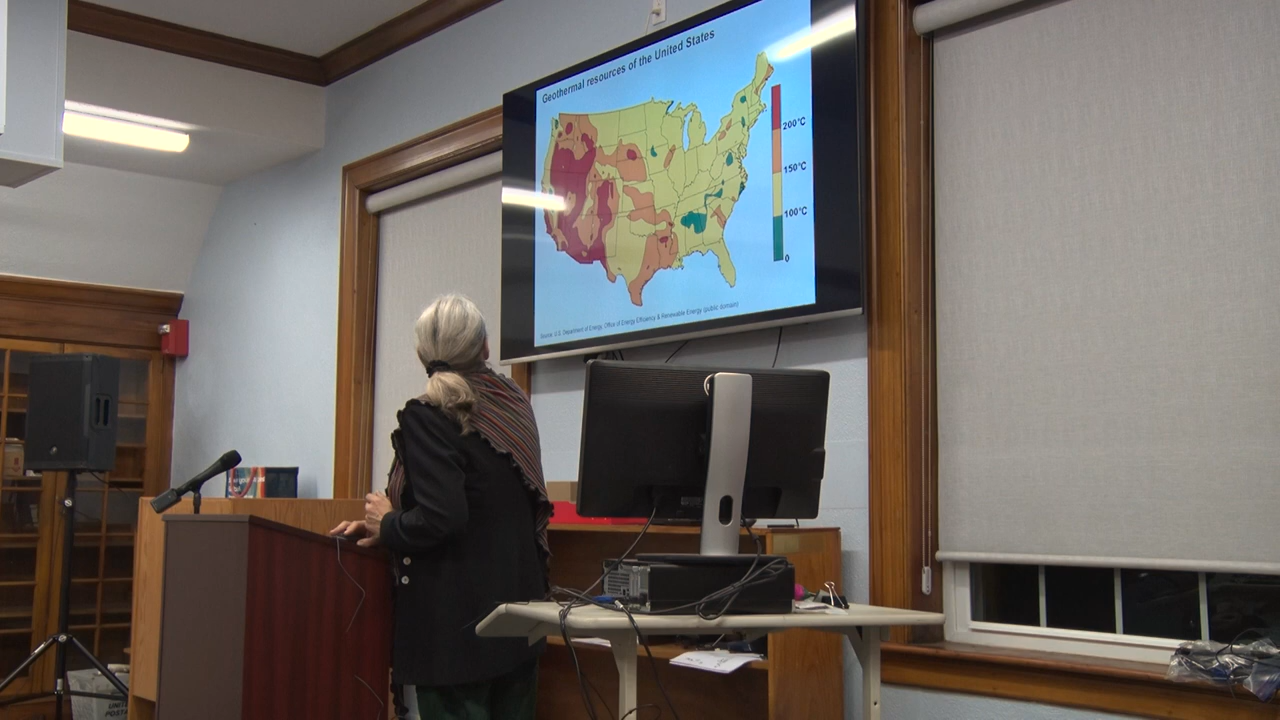 Geothermal resources of the United States
200°C
150°C
100°C
0
Source: U.S. Department of Energy, Office of Energy Efficiency & Renewable Energy (public domain)